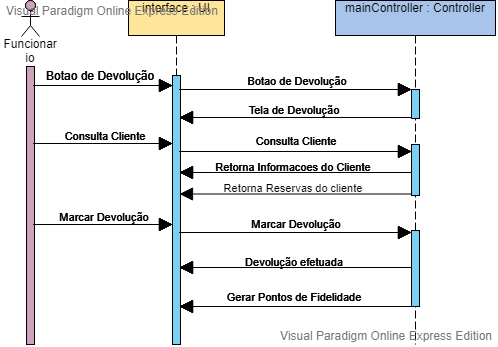 Visual Paradigm Online Express Edition
interface : UI
mainController : Controller
Funcionar
io
Botao de Devolução
Botao de Devolução
Tela de Devolução
Consulta Cliente
Consulta Cliente
Retorna Informacoes do Cliente
Retorna Reservas do cliente
Marcar Devolução
Marcar Devolução
Devolução efetuada
Gerar Pontos de Fidelidade
Visual Paradigm Online Express Edition